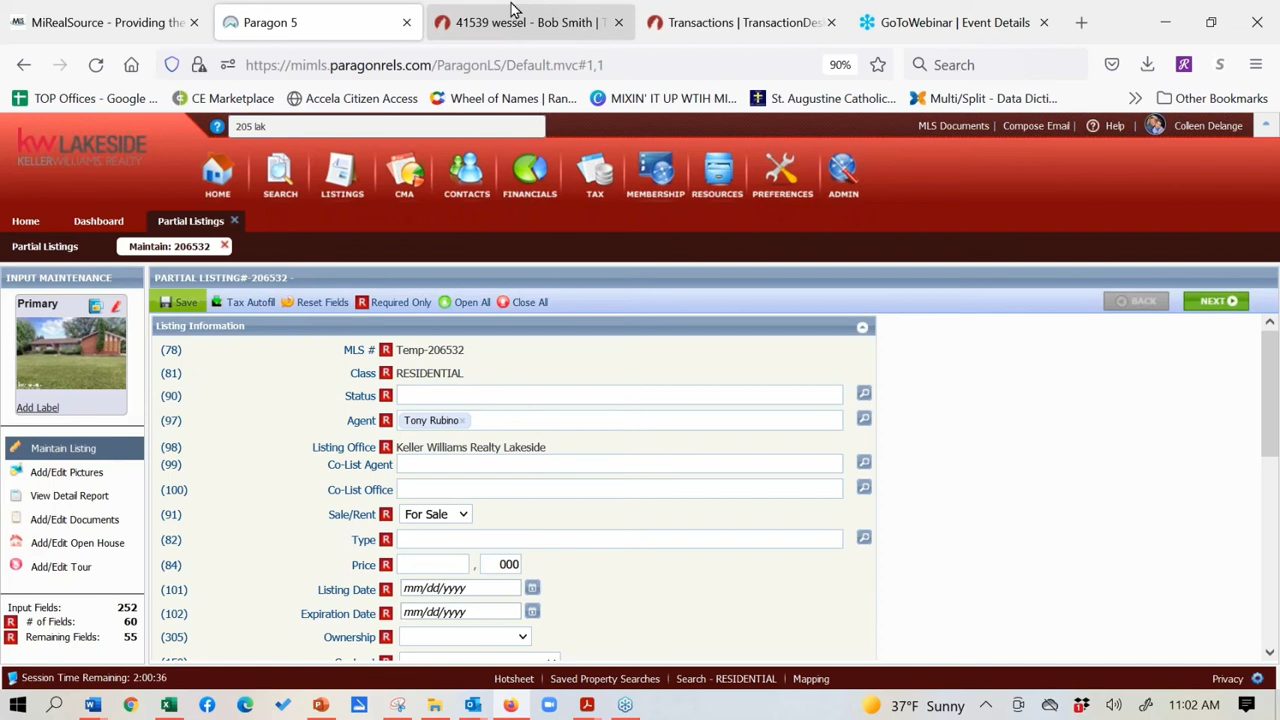 MiRealSource - Providing the
Paragon 5
41539 wessel - Bob Smith | T
Transactions | TransactionDes
GoToWebinar | Event Details
https://mimls.paragonrels.com/ParagonLS/Default.mvc#1,1
90%
Search
TOP Offices - Google ...
CE Marketplace
Accela Citizen Access
Wheel of Names | Ran...
MIXIN' IT UP WTIH MI...
St. Augustine Catholic...
Multi/Split - Data Dicti...
Other Bookmarks
kw LAKESIDE
KELLERWILLIAMS. REALTY
205 lak
MLS Documents
Compose Email
Help
Colleen Delange
HOME
SEARCH
LISTINGS
CMA
CONTACTS
FINANCIALS
TAX
MEMBERSHIP
RESOURCES
PREFERENCES
ADMIN
Home
Dashboard
Partial Listings
Partial Listings
Maintain: 206532
INPUT MAINTENANCE
Primary
Add Label
Maintain Listing
Add/Edit Pictures
View Detail Report
Add/Edit Documents
Add/Edit Open House
Add/Edit Tour
Input Fields: 252
R # of Fields: 60
R Remaining Fields: 55
PARTIAL LISTING#-206532 -
Save
Tax Autofil
Reset Fields
R Required Only
Open All
Close All
BACK
NEXT
Listing Information
(78) MLS # R Temp-206532
(81) Class R RESIDENTIAL
(90) Status R
(97) Agent R Tony Rubino×
(98) Listing Office R Keller Williams Realty Lakeside
(99) Co-List Agent
(100) Co-List Office
(91) Sale/Rent R For Sale
(82) Type R
(84) Price R , 000
(101) Listing Date R mm/dd/yyyy
(102) Expiration Date R mm/dd/yyyy
(305) Ownership R
Session Time Remaining: 2:00:36
Hotsheet
Saved Property Searches
Search - RESIDENTIAL
Mapping
Privacy
37°F Sunny
11:02 AM